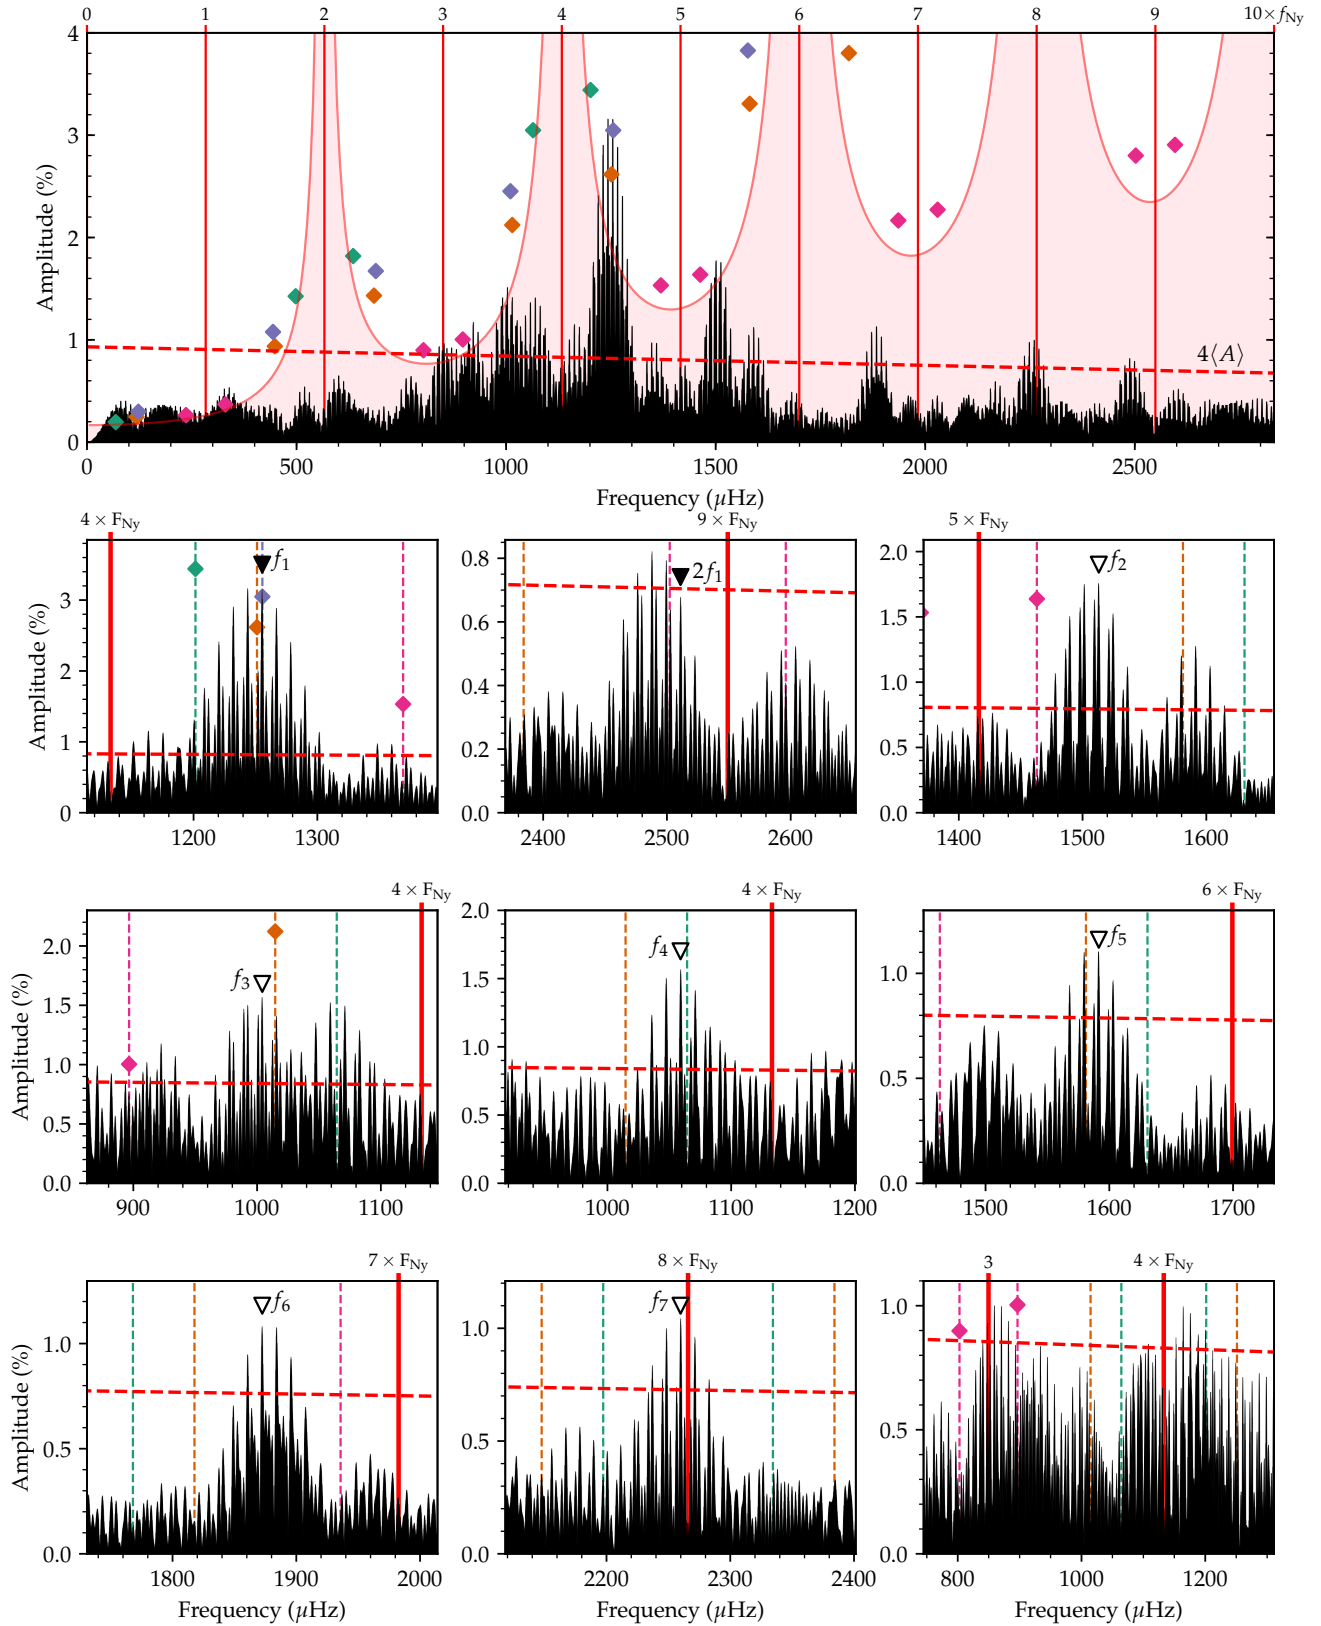 0 1 2 3 4 5 6 7 8 9 10×f_Ny
4
3
2
1
0
Amplitude (%)
4⟨A⟩
0 500 1000 1500 2000 2500
Frequency (μHz)
4 × F_Ny
9 × F_Ny
5 × F_Ny
Amplitude (%)
3
2
1
0
f_1
1200 1300
0.8
0.6
0.4
0.2
0.0
2f_1
2400 2500 2600
2.0
1.5
1.0
0.5
0.0
f_2
1400 1500 1600
4 × F_Ny
4 × F_Ny
6 × F_Ny
Amplitude (%)
2.0
1.5
1.0
0.5
0.0
f_3
900 1000 1100
2.0
1.5
1.0
0.5
0.0
f_4
1000 1100 1200
1.0
0.5
0.0
f_5
1500 1600 1700
7 × F_Ny
8 × F_Ny
3 4 × F_Ny
Amplitude (%)
1.0
0.5
0.0
f_6
1800 1900 2000
Frequency (μHz)
1.0
0.5
0.0
f_7
2200 2300 2400
Frequency (μHz)
1.0
0.5
0.0
800 1000 1200
Frequency (μHz)